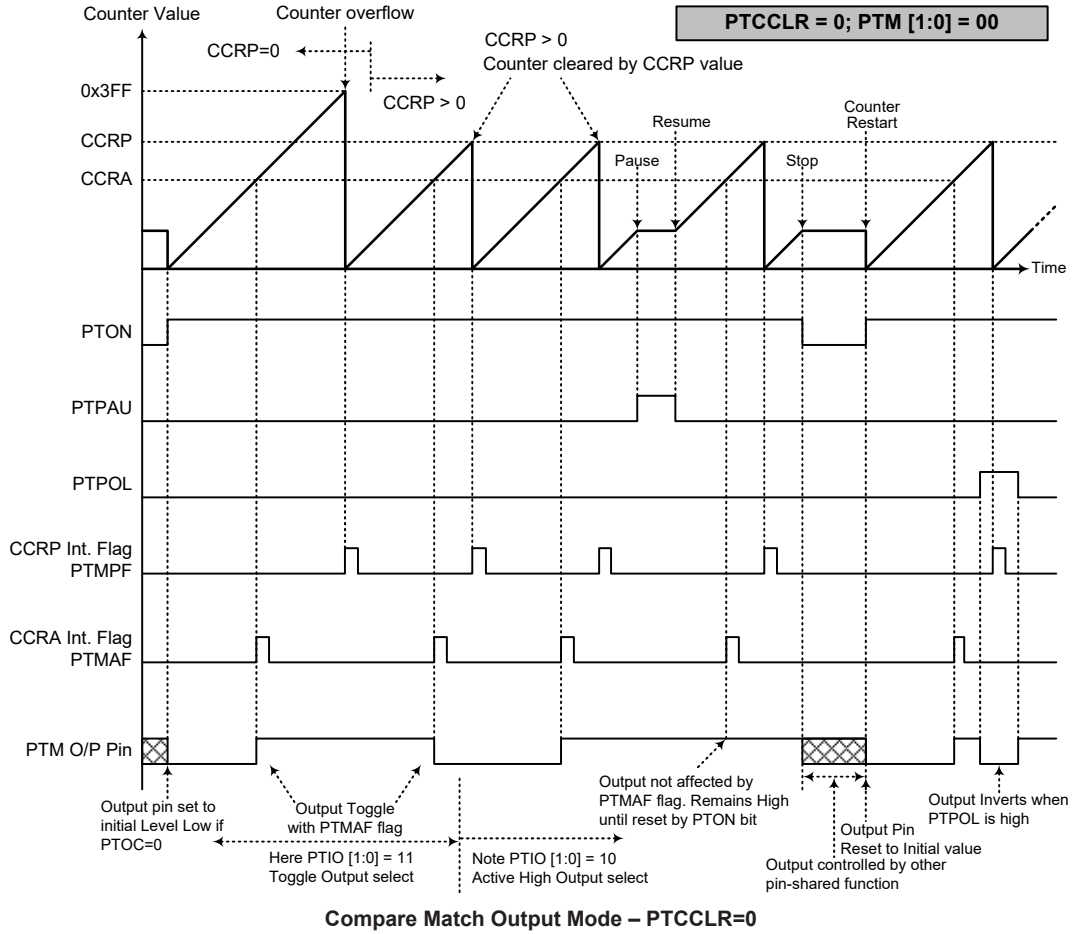 Counter Value
Counter overflow
PTCCLR = 0; PTM [1:0] = 00
CCRP=0
CCRP > 0
CCRP > 0
Counter cleared by CCRP value
0x3FF
CCRP
CCRA
Pause
Resume
Stop
Counter
Restart
Time
PTON
PTPAU
PTPOL
CCRP Int. Flag
PTMPF
CCRA Int. Flag
PTMAF
PTM O/P Pin
Output pin set to
initial Level Low if
PTOC=0
Output Toggle
with PTMAF flag
Here PTIO [1:0] = 11
Toggle Output select
Note PTIO [1:0] = 10
Active High Output select
Output not affected by
PTMAF flag. Remains High
until reset by PTON bit
Output Pin
Reset to Initial value
Output controlled by other
pin-shared function
Output Inverts when
PTPOL is high
Compare Match Output Mode – PTCCLR=0